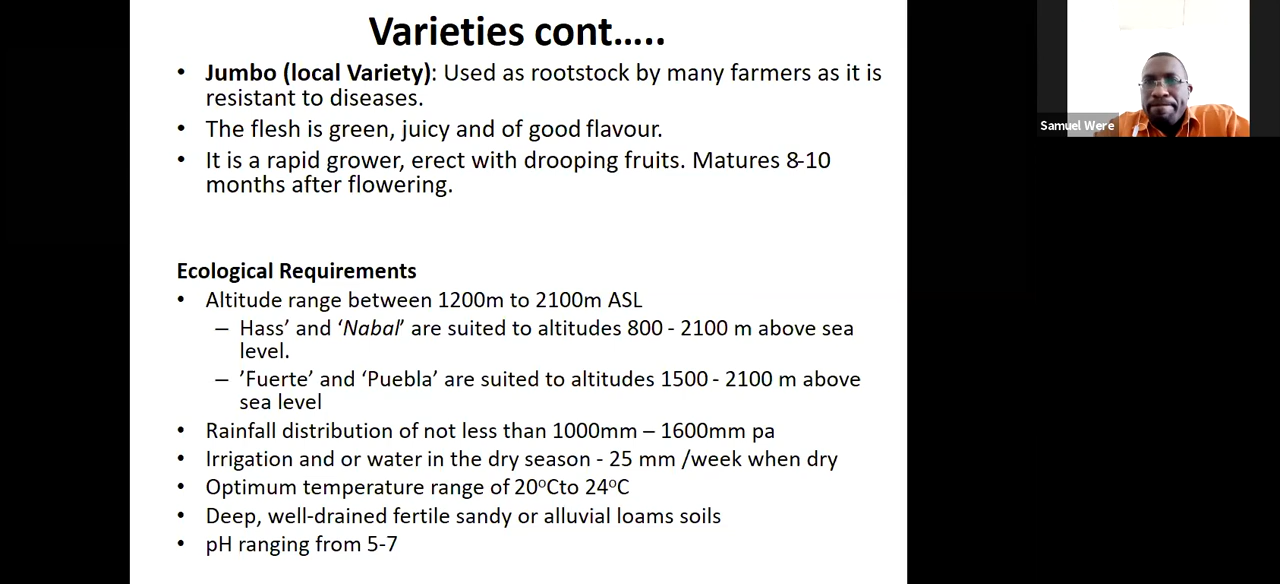 Varieties cont…..
• Jumbo (local Variety): Used as rootstock by many farmers as it is
resistant to diseases.
• The flesh is green, juicy and of good flavour.
• It is a rapid grower, erect with drooping fruits. Matures 8-10
months after flowering.
Ecological Requirements
• Altitude range between 1200m to 2100m ASL
– Hass’ and ‘Nabal’ are suited to altitudes 800 - 2100 m above sea
level.
– ’Fuerte’ and ‘Puebla’ are suited to altitudes 1500 - 2100 m above
sea level
• Rainfall distribution of not less than 1000mm – 1600mm pa
• Irrigation and or water in the dry season - 25 mm /week when dry
• Optimum temperature range of 20°Cto 24°C
• Deep, well-drained fertile sandy or alluvial loams soils
• pH ranging from 5-7
Samuel Were